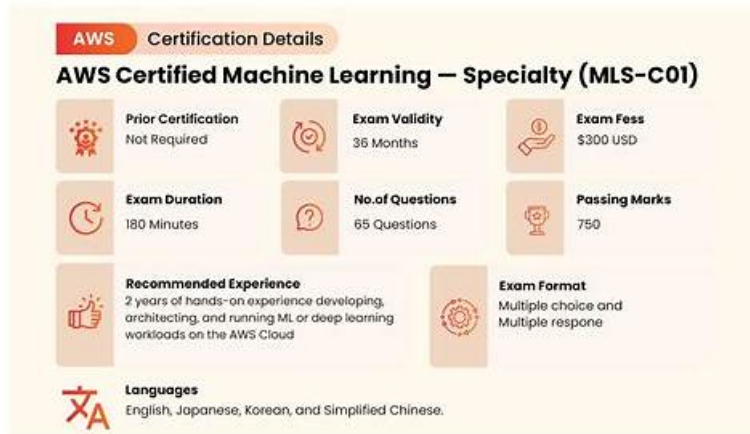 AWS Certification Details
AWS Certified Machine Learning — Specialty (MLS-C01)
Prior Certification
Not Required
Exam Validity
36 Months
Exam Fess
$300 USD
Exam Duration
180 Minutes
No.of Questions
65 Questions
Passing Marks
750
Recommended Experience
2 years of hands-on experience developing,
architecting, and running ML or deep learning
workloads on the AWS Cloud
Exam Format
Multiple choice and
Multiple respone
Languages
English, Japanese, Korean, and Simplified Chinese.